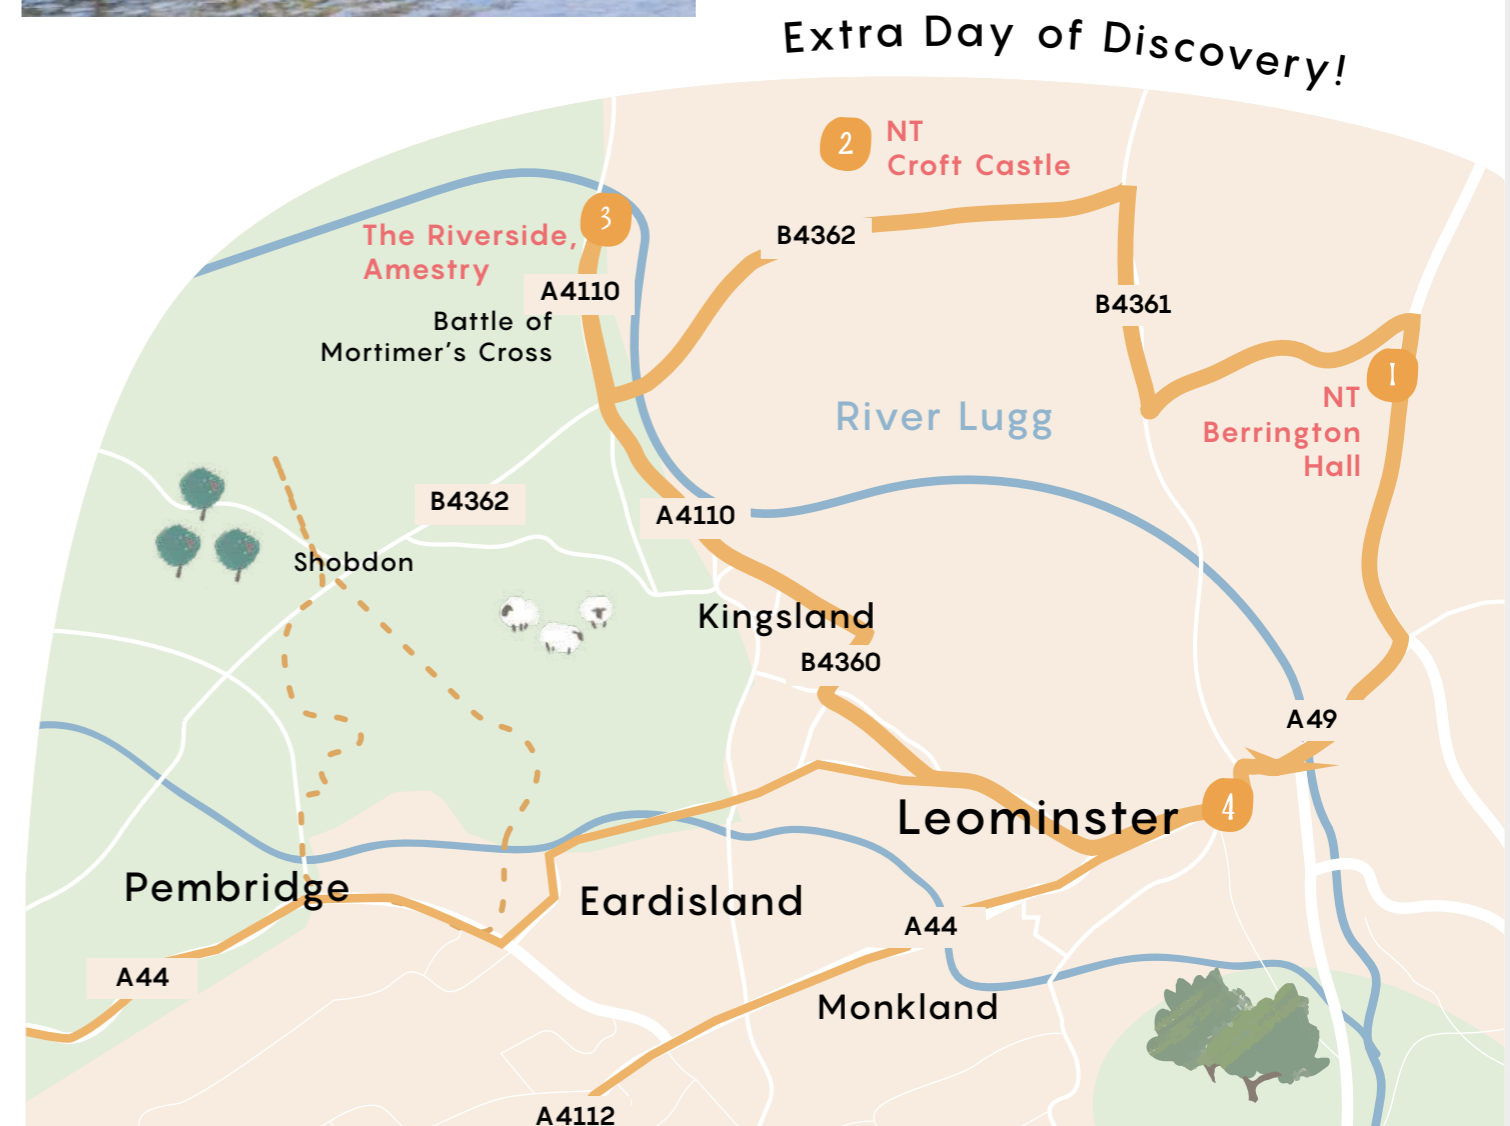 Extra Day of Discovery!
2
NT
Croft Castle
3
The Riverside,
Amestry
B4362
A4110
B4361
Battle of
Mortimer's Cross
1
NT
Berrington
Hall
River Lugg
B4362
A4110
Shobdon
Kingsland
B4360
A49
4
Leominster
Pembridge
Eardisland
A44
A44
Monkland
A4112